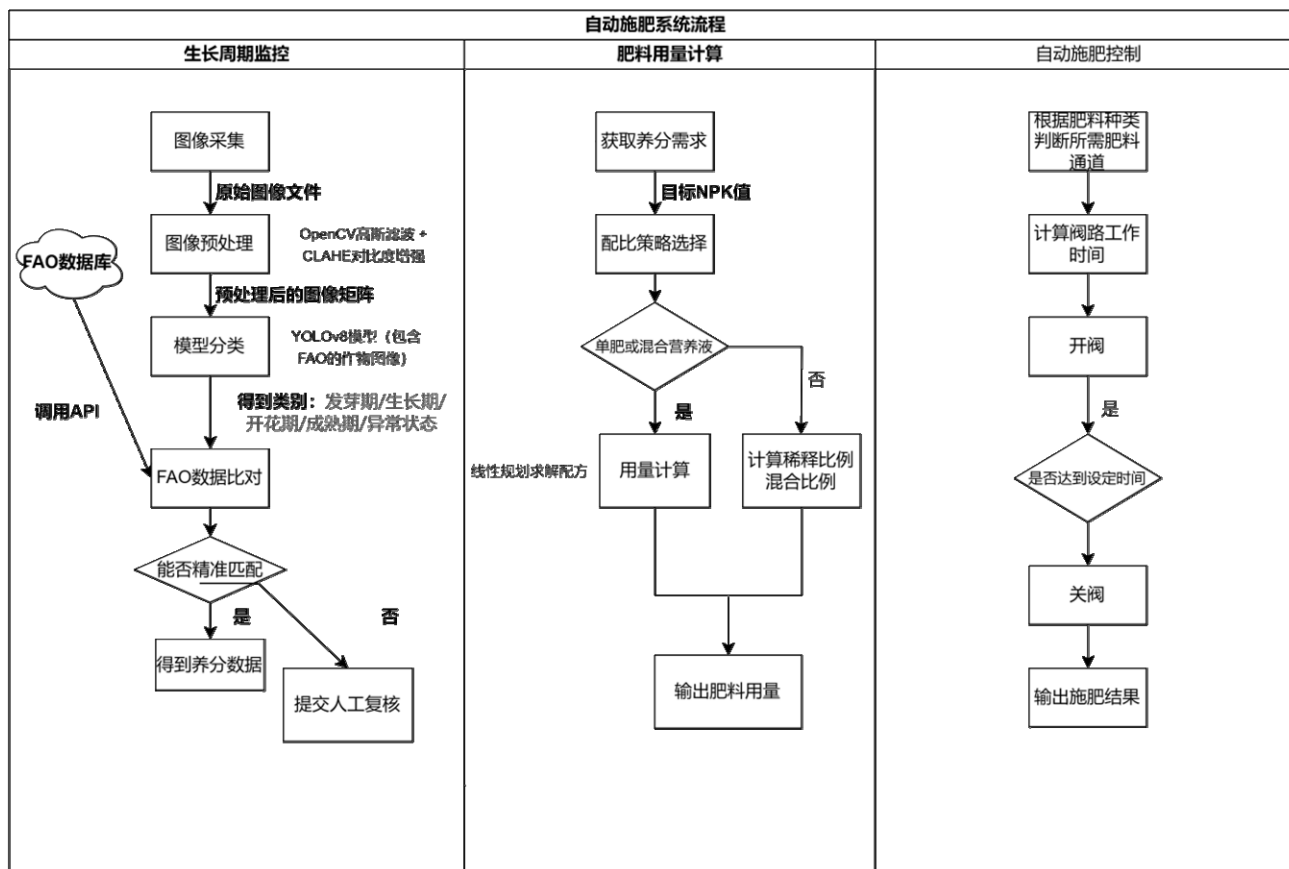 自动施肥系统流程
生长周期监控
肥料用量计算
自动施肥控制
图像采集
原始图像文件
图像预处理
OpenCV高斯滤波 +
CLAHE对比度增强
FAO数据库
预处理后的图像矩阵
模型分类
YOLOv8模型（包含
FAO的作物图像）
调用API
得到类别：发芽期/生长期/
开花期/成熟期/异常状态
FAO数据比对
能否精准匹配
是
否
得到养分数据
提交人工复核
获取养分需求
目标NPK值
配比策略选择
单肥或混合营养液
否
是
线性规划求解配方
用量计算
计算稀释比例
混合比例
输出肥料用量
根据肥料种类
判断所需肥料
通道
计算阀路工作
时间
开阀
是
是否达到设定时间
关阀
输出施肥结果